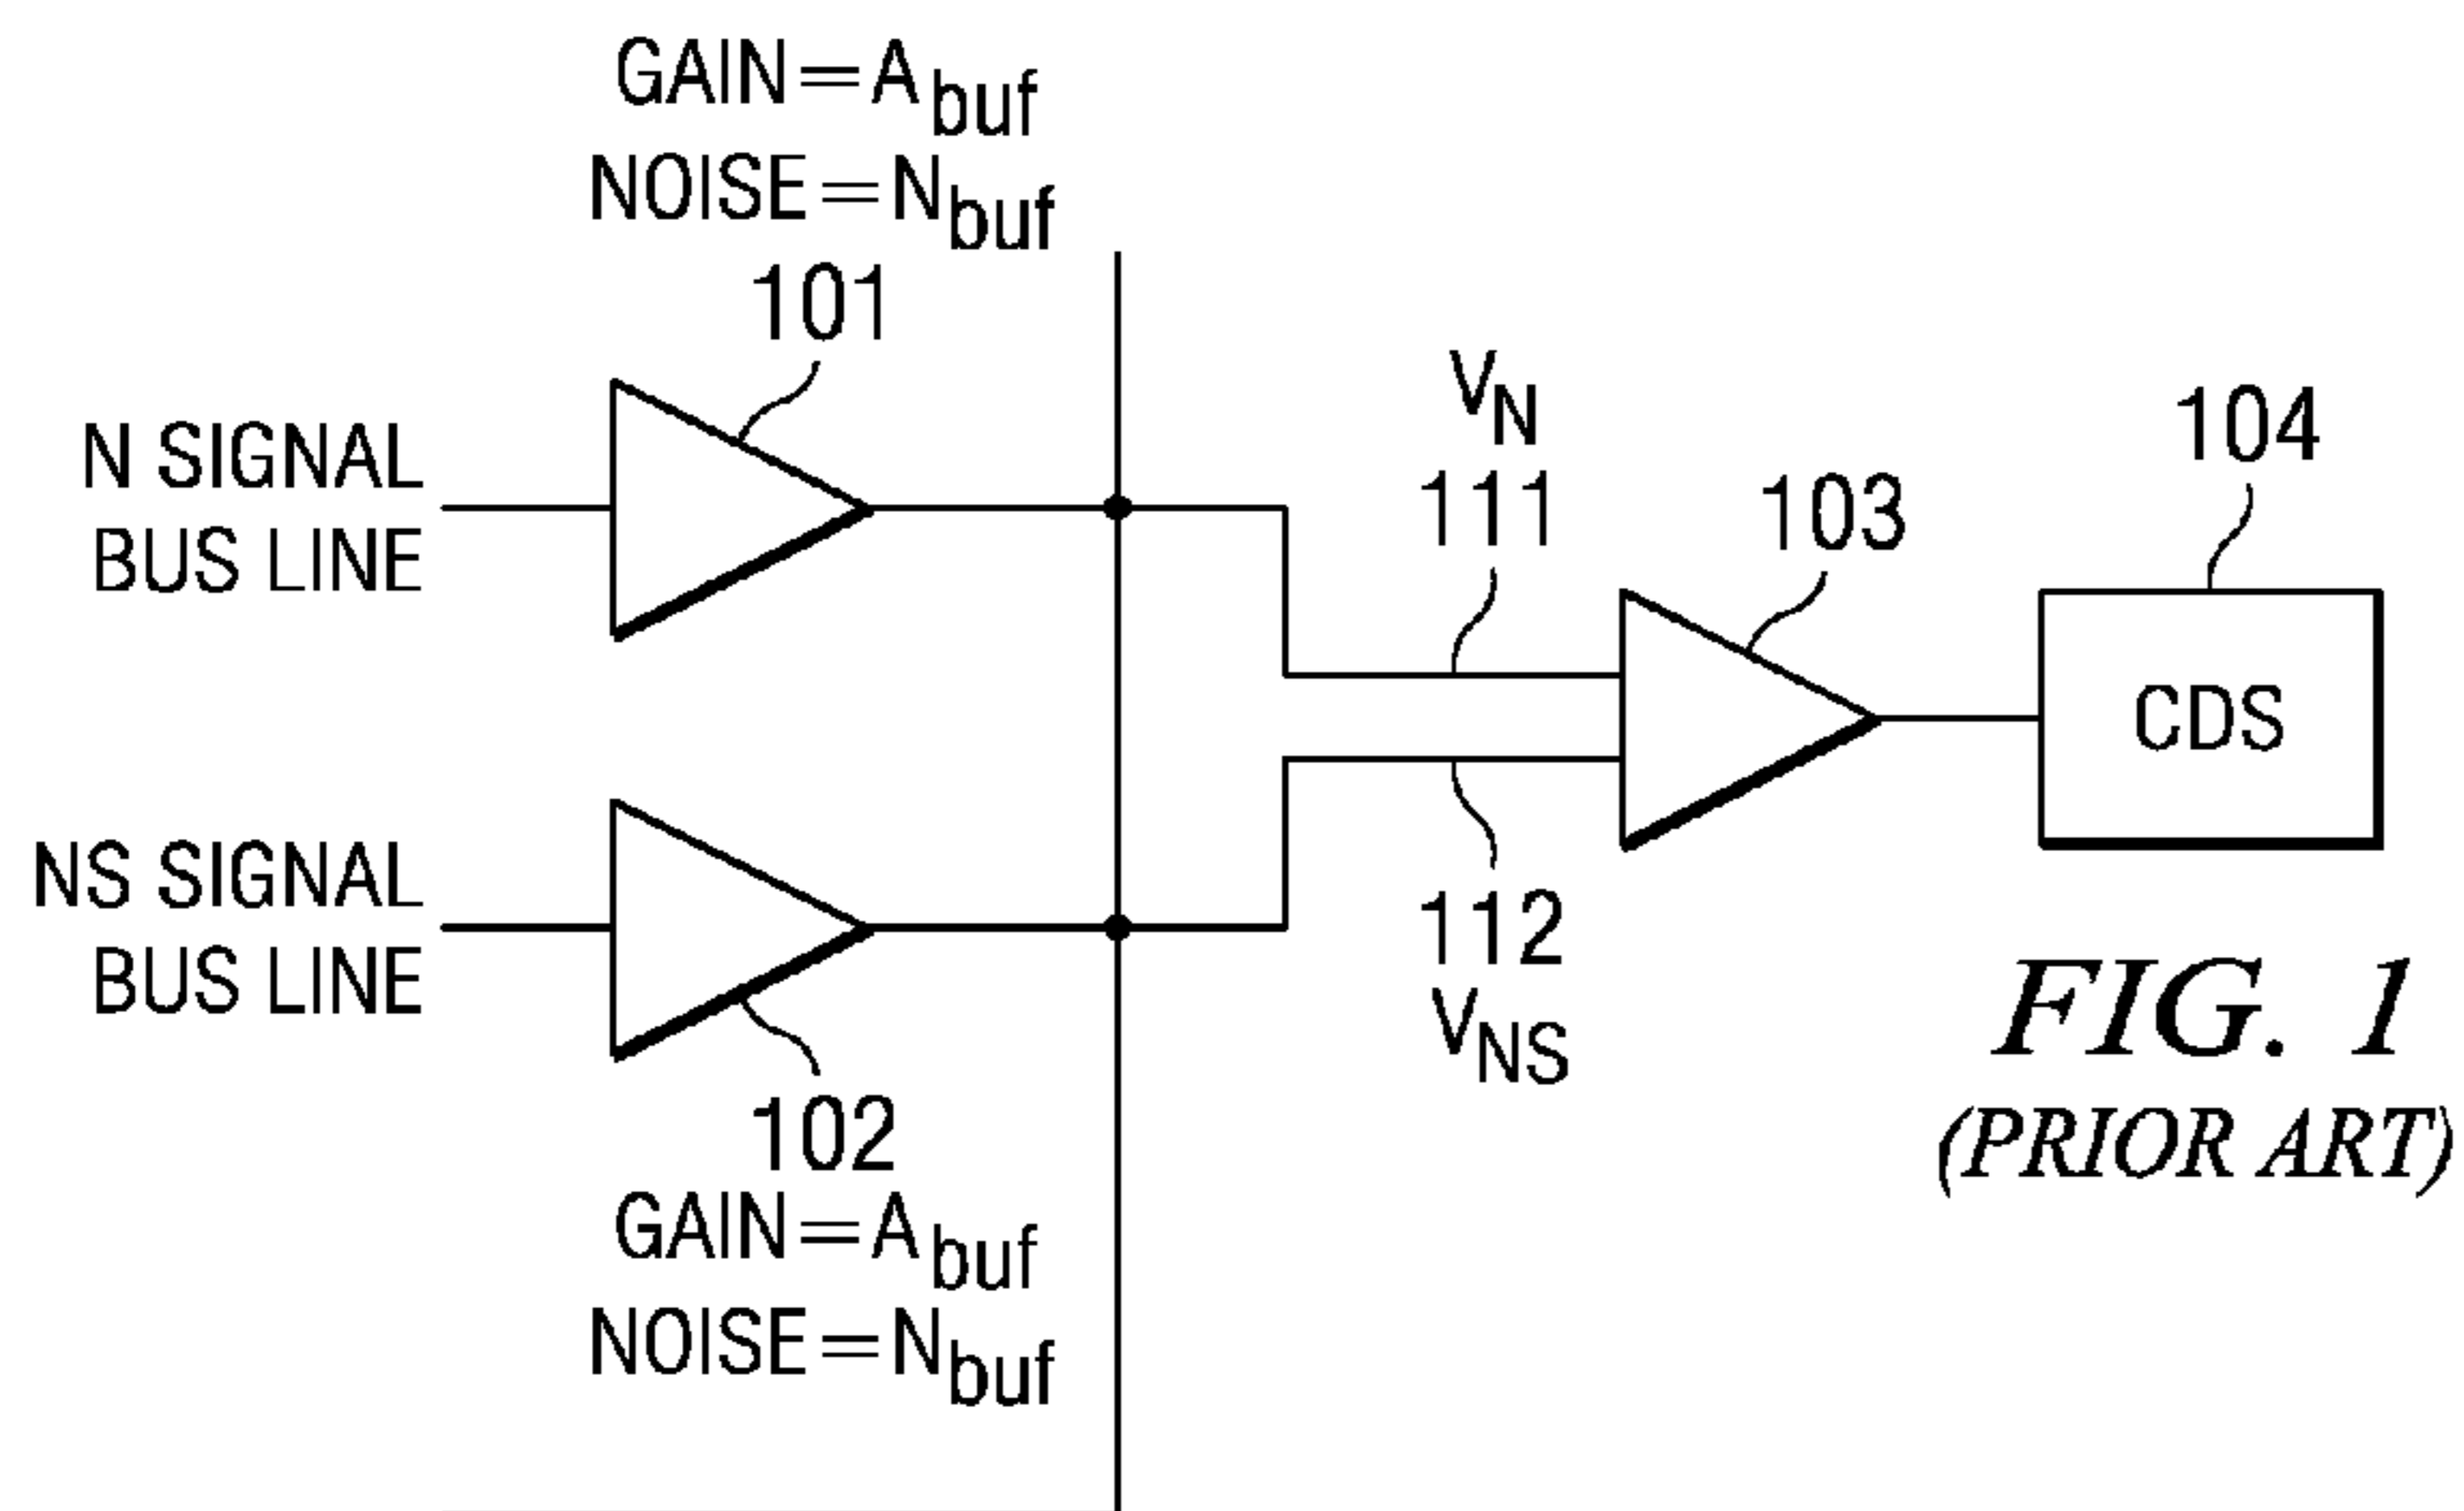 GAIN=Abuf
NOISE=Nbuf
101
N SIGNAL
BUS LINE
VN
111
103
104
CDS
NS SIGNAL
BUS LINE
102
GAIN=Abuf
NOISE=Nbuf
112
VNS
FIG. 1
(PRIOR ART)